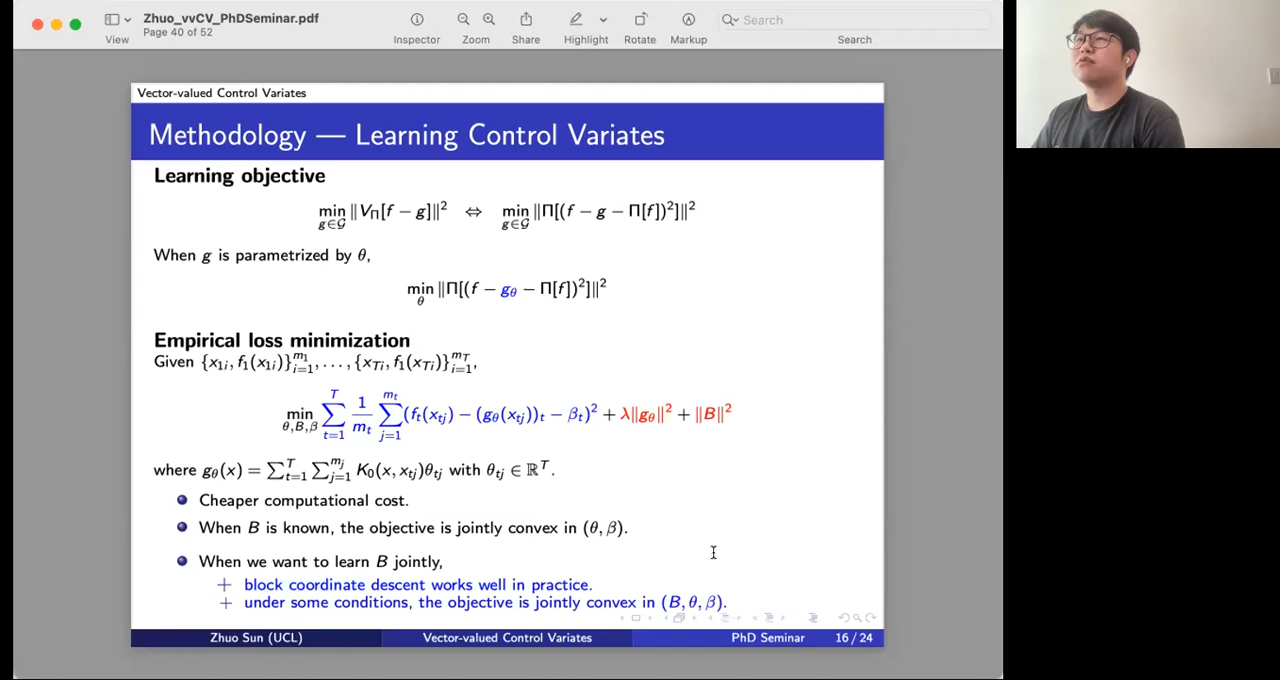 Zhuo_vvCV_PhDSeminar.pdf
Page 40 of 52
View
Inspector
Zoom
Share
Highlight
Rotate
Markup
Search
Search
Vector-valued Control Variates
Methodology — Learning Control Variates
Learning objective
min_{g∈𝒢} ‖V_Π[f − g]‖² ⇔ min_{g∈𝒢} ‖Π[(f − g − Π[f])²]‖²
When g is parametrized by θ,
min_θ ‖Π[(f − g_θ − Π[f])²]‖²
Empirical loss minimization
Given {x_{1i}, f_1(x_{1i})}_{i=1}^{m_1}, . . . , {x_{Ti}, f_1(x_{Ti})}_{i=1}^{m_T},
min_{θ,B,β} ∑_{t=1}^{T} 1/m_t ∑_{j=1}^{m_t} (f_t(x_{tj}) − (g_θ(x_{tj}))_t − β_t)² + λ‖g_θ‖² + ‖B‖²
where g_θ(x) = ∑_{t=1}^{T} ∑_{j=1}^{m_j} K_0(x, x_{tj})θ_{tj} with θ_{tj} ∈ ℝ^T.
Cheaper computational cost.
When B is known, the objective is jointly convex in (θ, β).
When we want to learn B jointly,
+ block coordinate descent works well in practice.
+ under some conditions, the objective is jointly convex in (B, θ, β).
Zhuo Sun (UCL)
Vector-valued Control Variates
PhD Seminar
16 / 24